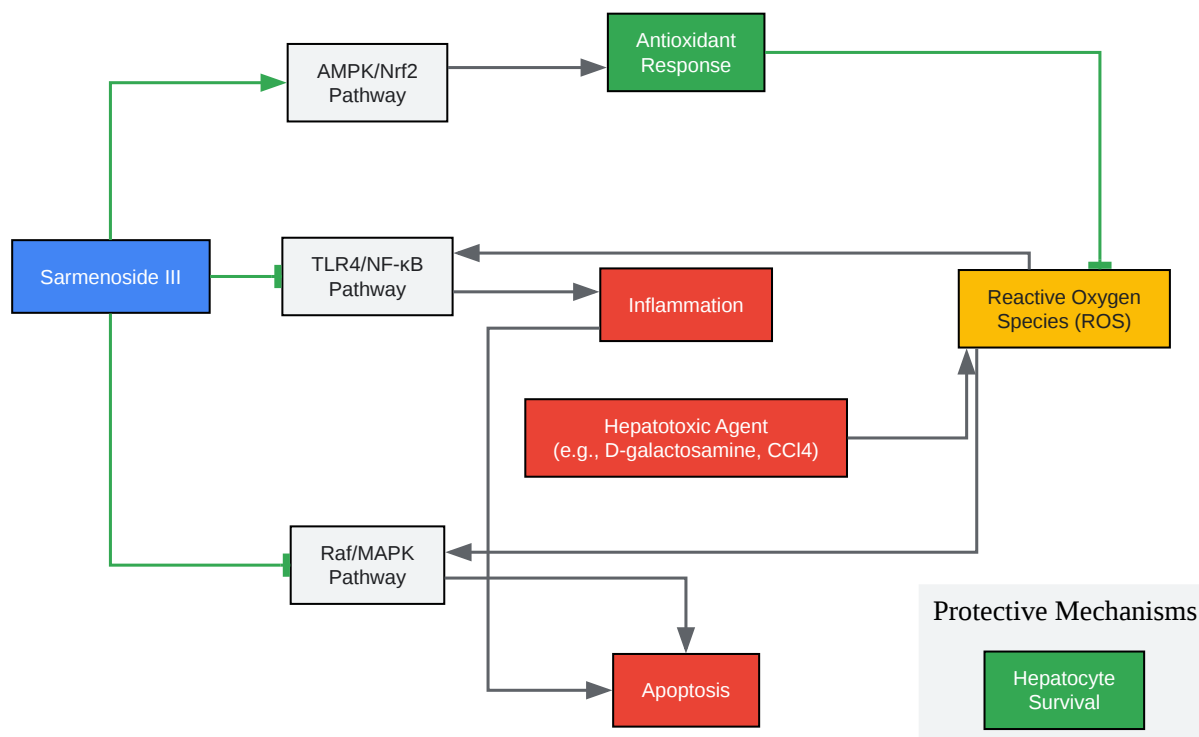 Antioxidant
Response
AMPK/Nrf2
Pathway
Sarmenoside III
TLR4/NF-κB
Pathway
Inflammation
Reactive Oxygen
Species (ROS)
Hepatotoxic Agent
(e.g., D-galactosamine, CCl4)
Raf/MAPK
Pathway
Protective Mechanisms
Hepatocyte
Survival
Apoptosis